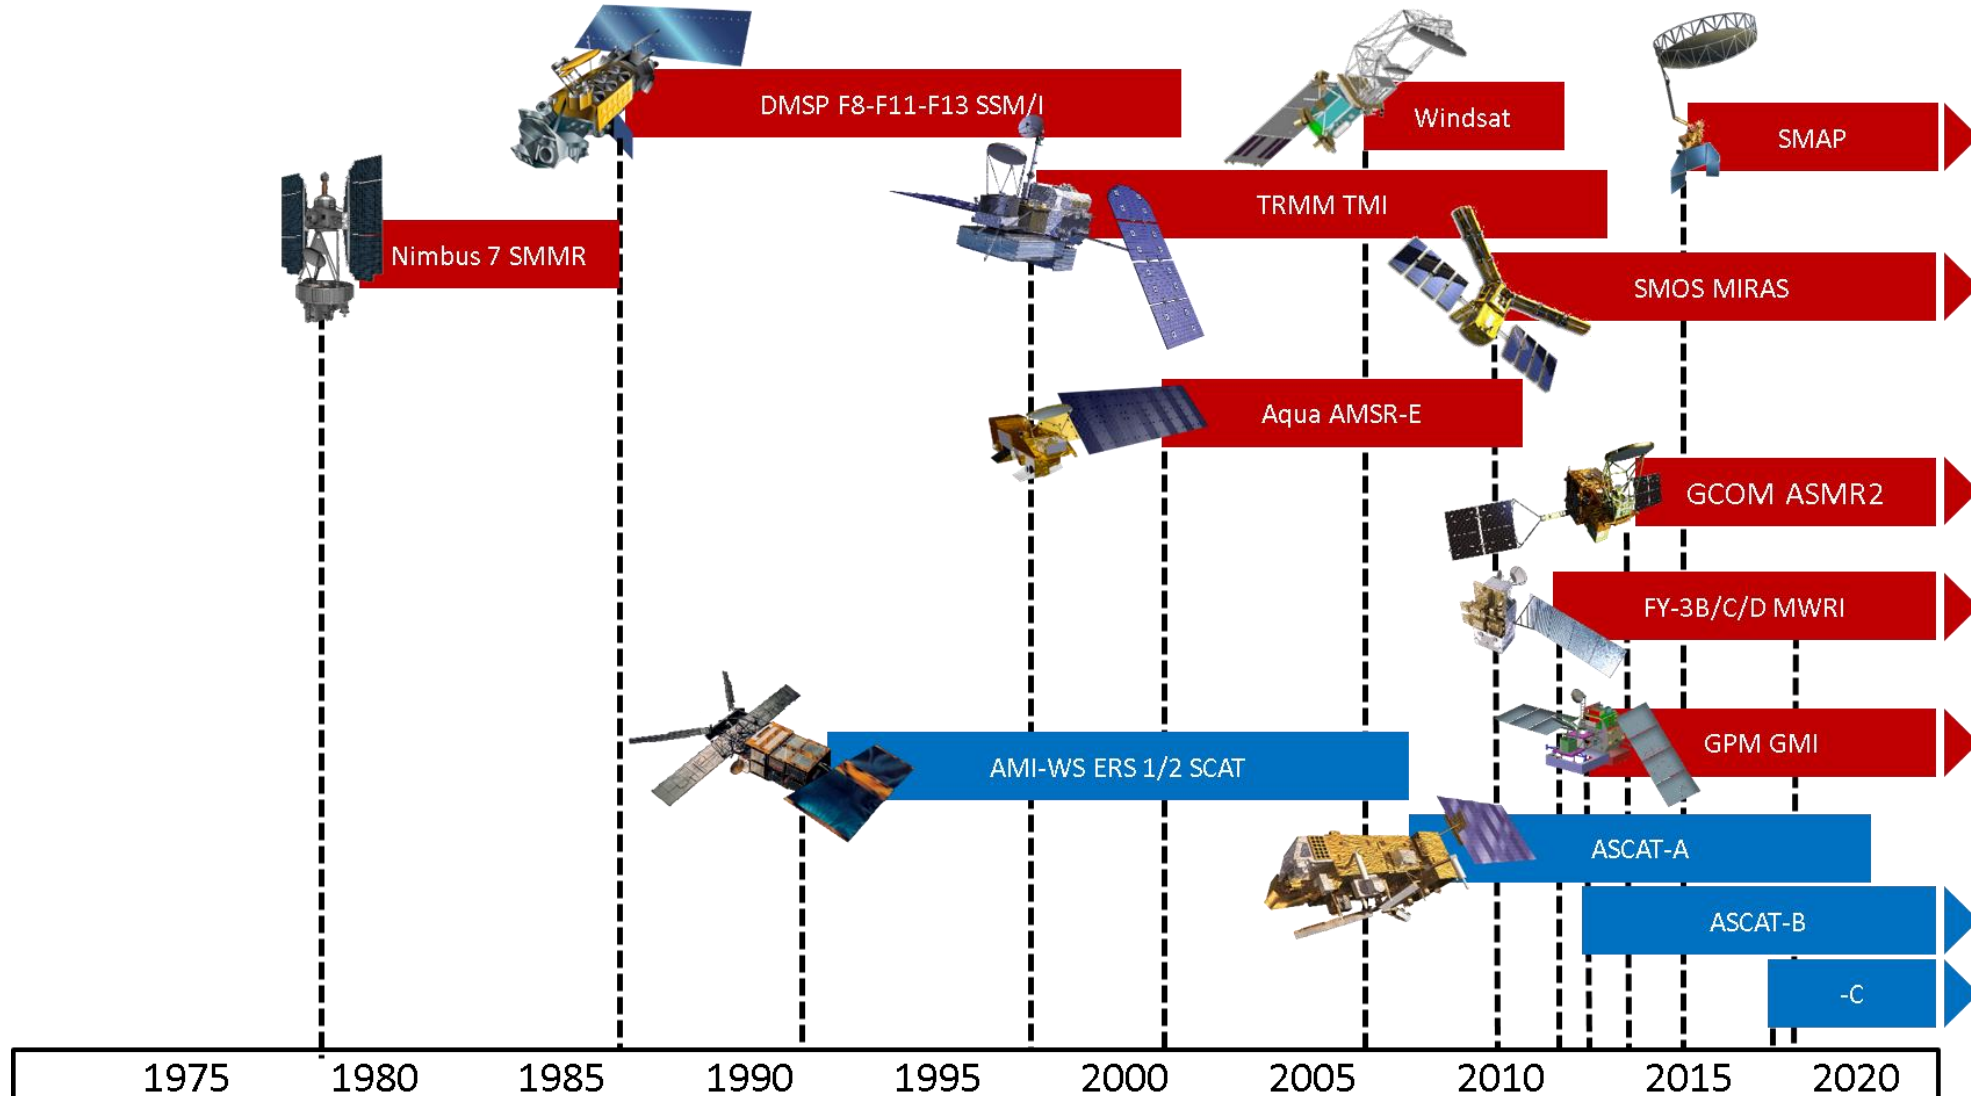 DMSP F8-F11-F13 SSM/I
Windsat
SMAP
TRMM TMI
Nimbus 7 SMMR
SMOS MIRAS
Aqua AMSR-E
GCOM ASMR2
FY-3B/C/D MWRI
GPM GMI
AMI-WS ERS 1/2 SCAT
ASCAT-A
ASCAT-B
-C
1975 1980 1985 1990 1995 2000 2005 2010 2015 2020